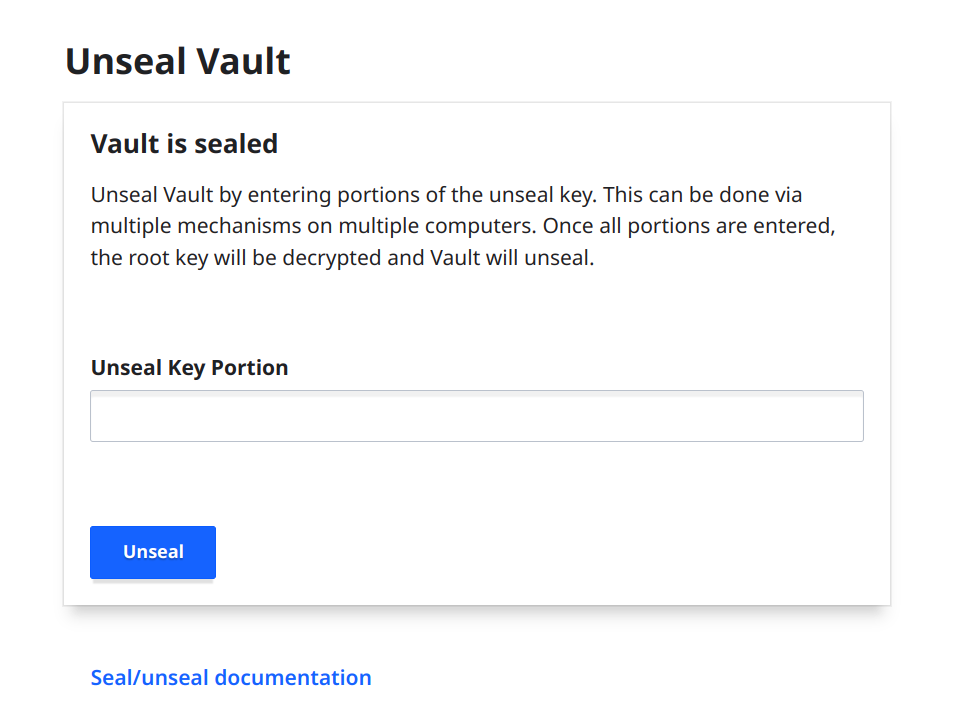 Unseal Vault
Vault is sealed
Unseal Vault by entering portions of the unseal key. This can be done via
multiple mechanisms on multiple computers. Once all portions are entered,
the root key will be decrypted and Vault will unseal.
Unseal Key Portion
Unseal
Seal/unseal documentation